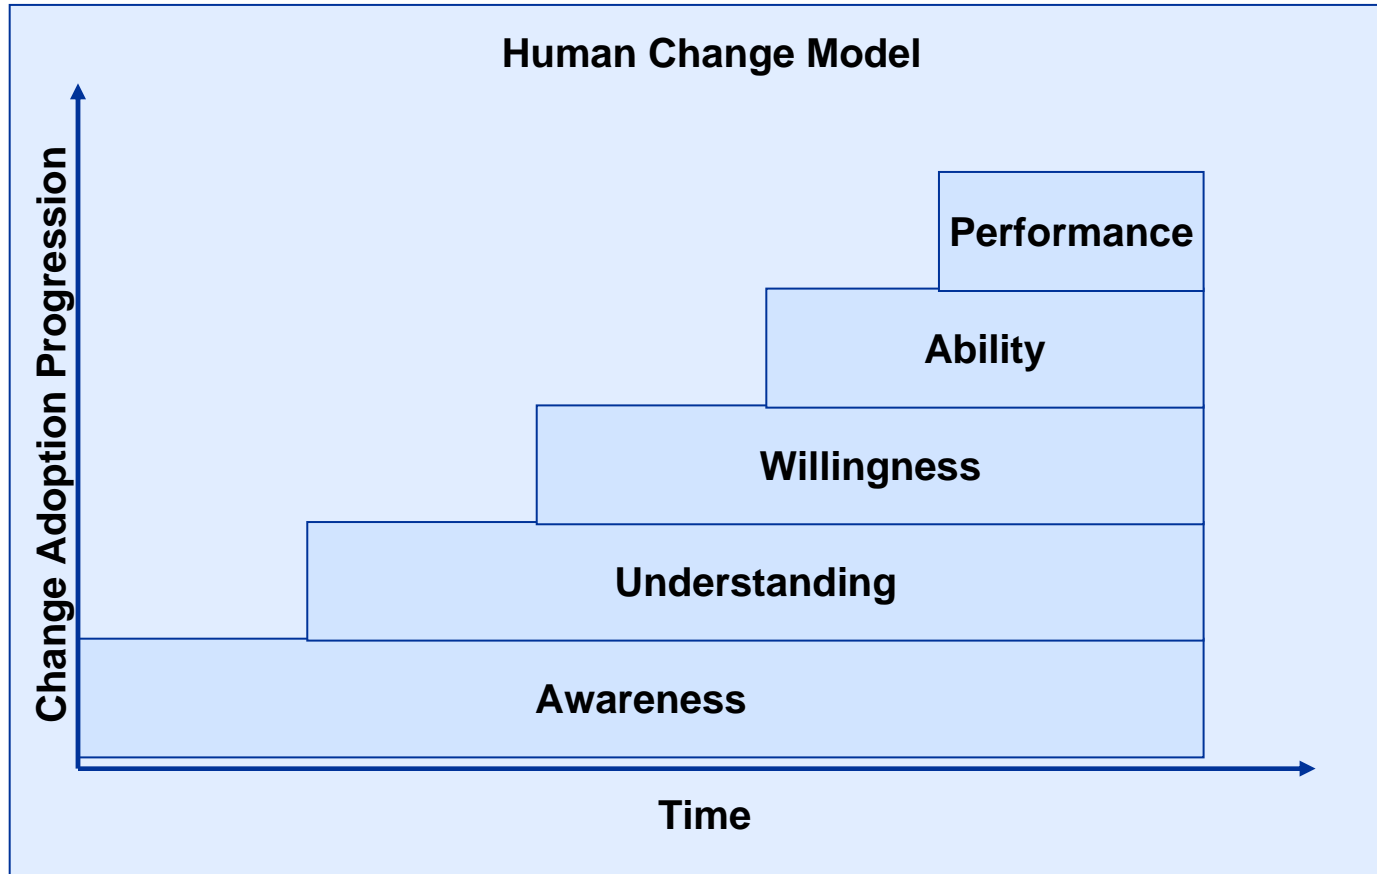 Human Change Model
Change Adoption Progression
Performance
Ability
Willingness
Understanding
Awareness
Time